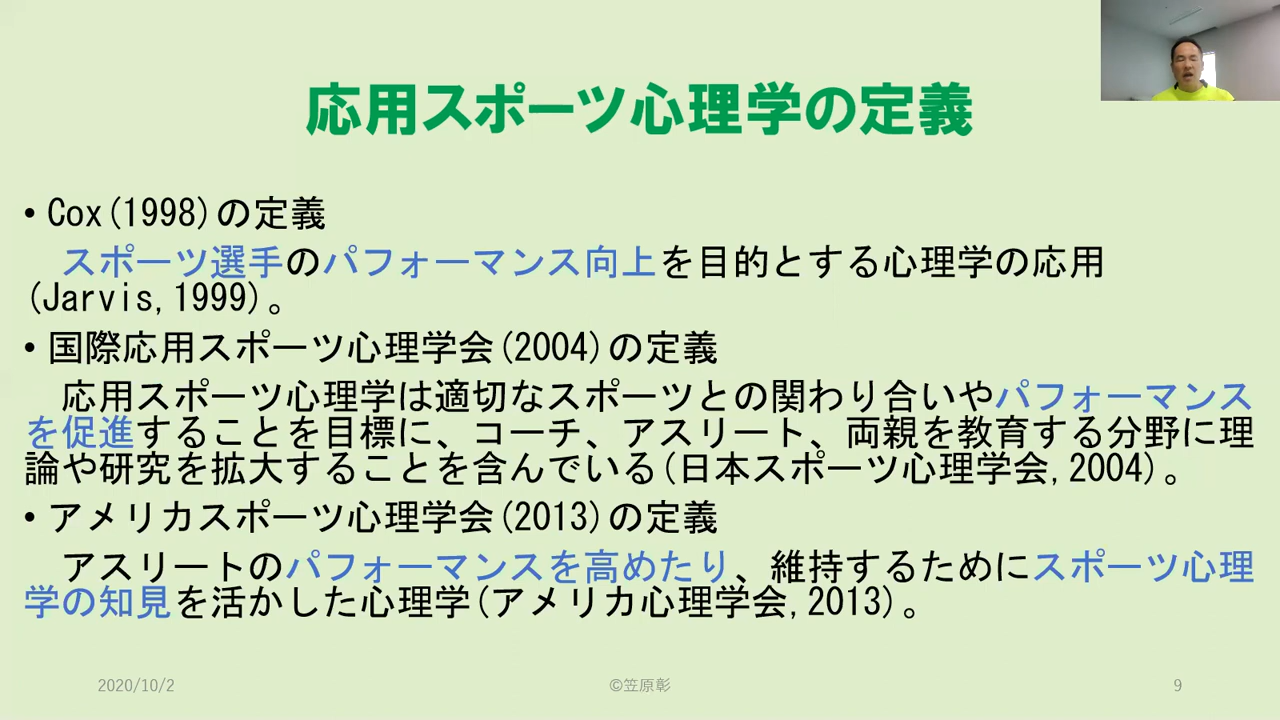 応用スポーツ心理学の定義
• Cox(1998)の定義
スポーツ選手のパフォーマンス向上を目的とする心理学の応用
(Jarvis,1999)。
• 国際応用スポーツ心理学会(2004)の定義
応用スポーツ心理学は適切なスポーツとの関わり合いやパフォーマンス
を促進することを目標に、コーチ、アスリート、両親を教育する分野に理
論や研究を拡大することを含んでいる(日本スポーツ心理学会,2004)。
• アメリカスポーツ心理学会(2013)の定義
アスリートのパフォーマンスを高めたり、維持するためにスポーツ心理
学の知見を活かした心理学(アメリカ心理学会,2013)。
2020/10/2
©笠原彰
9